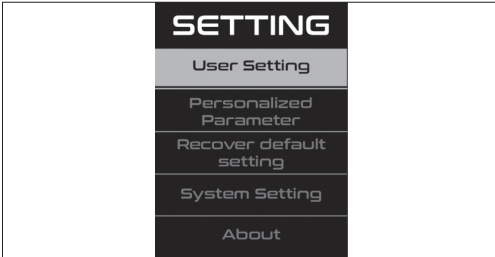 SETTING
User Setting
Personalized
Parameter
Recover default
setting
System Setting
About